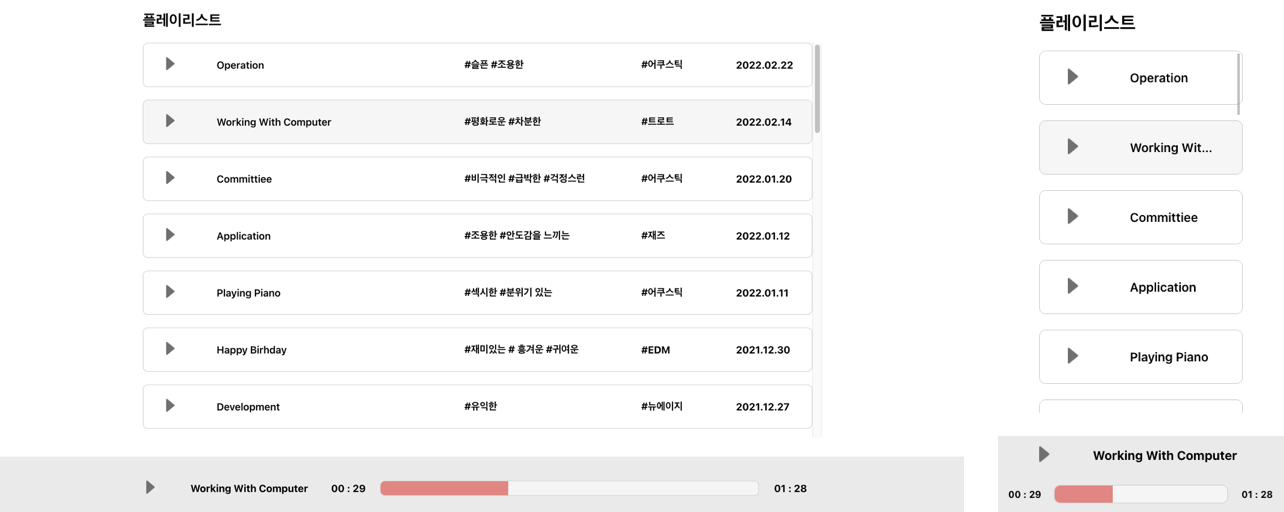 플레이리스트
Operation #슬픈 #조용한 #어쿠스틱 2022.02.22
Working With Computer #평화로운 #차분한 #트로트 2022.02.14
Committiee #비극적인 #급박한 #걱정스런 #어쿠스틱 2022.01.20
Application #조용한 #안도감을 느끼는 #재즈 2022.01.12
Playing Piano #섹시한 #분위기 있는 #어쿠스틱 2022.01.11
Happy Birhday #재미있는 # 흥겨운 #귀여운 #EDM 2021.12.30
Development #유익한 #뉴에이지 2021.12.27
Working With Computer 00 : 29 01 : 28
플레이리스트
Operation
Working Wit...
Committiee
Application
Playing Piano
Working With Computer
00 : 29 01 : 28